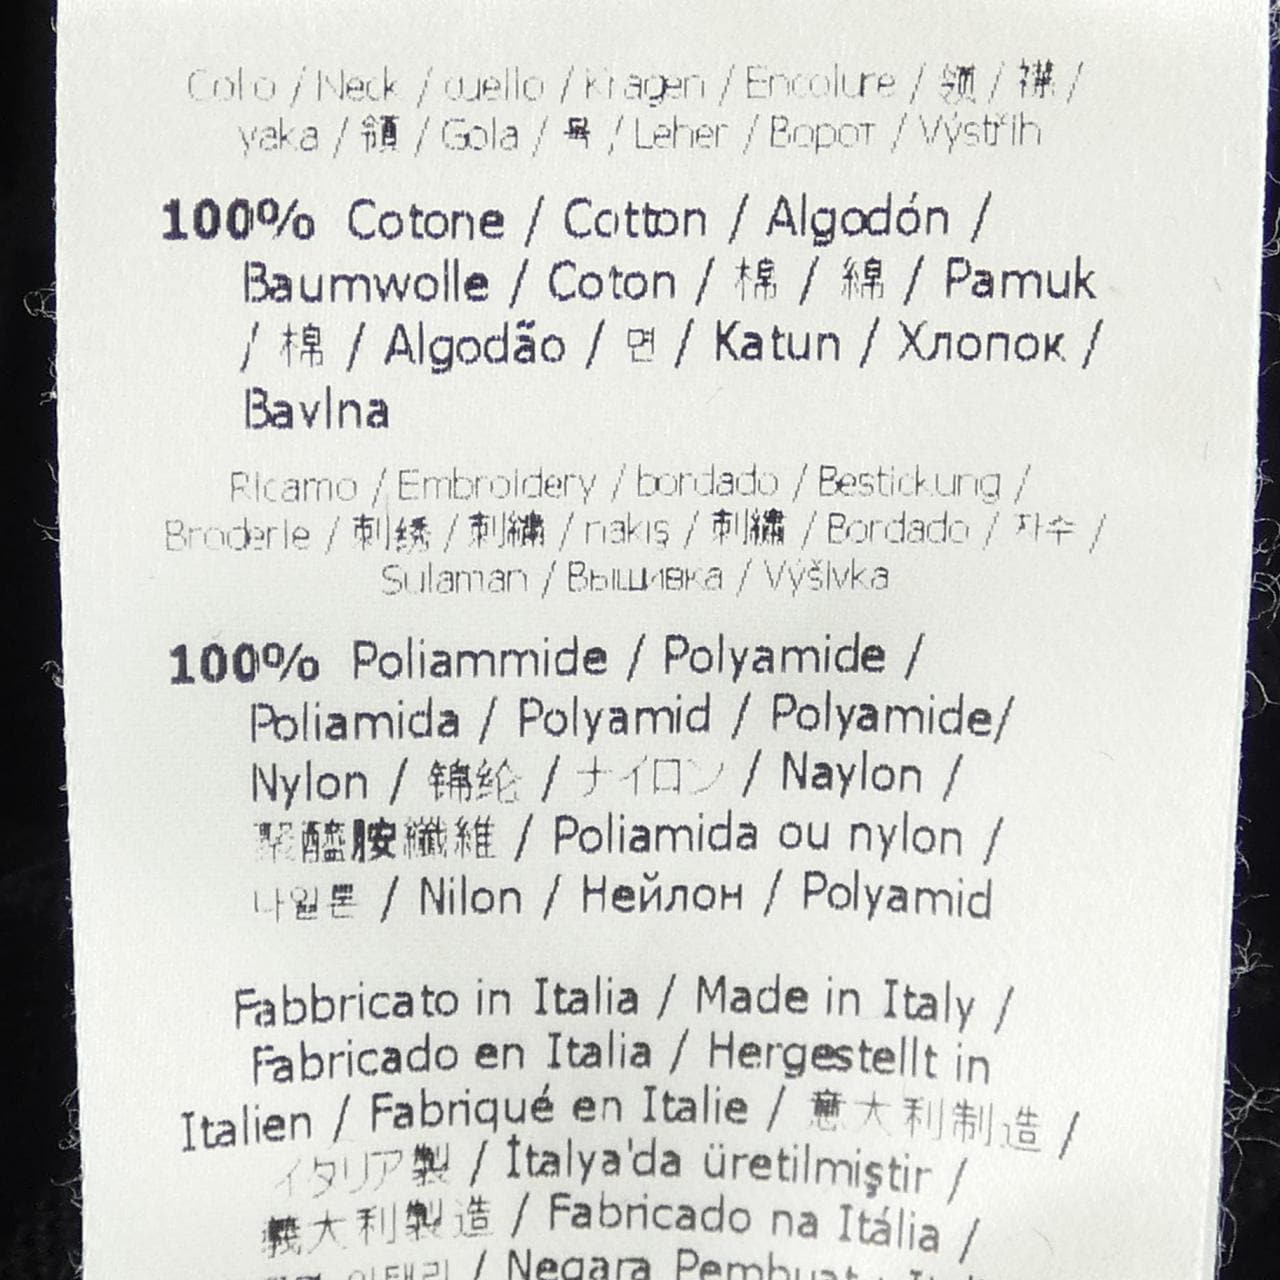 Collo / Neck / cuello / Kragen / Encolure / 领 / 襟 /
yaka / 領 / Gola / 목 / Leher / Ворот / Výstřih
100% Cotone / Cotton / Algodón /
Baumwolle / Coton / 棉 / 綿 / Pamuk
/ 棉 / Algodão / 면 / Katun / Хлопок /
Bavlna
Ricamo / Embroidery / bordado / Bestickung /
Broderie / 刺绣 / 刺繍 / nakış / 刺繡 / Bordado / 자수 /
Sulaman / Вышивка / Výšivka
100% Poliammide / Polyamide /
Poliamida / Polyamid / Polyamide/
Nylon / 锦纶 / ナイロン / Naylon /
聚醯胺纖維 / Poliamida ou nylon /
나일론 / Nilon / Нейлон / Polyamid
Fabbricato in Italia / Made in Italy /
Fabricado en Italia / Hergestellt in
Italien / Fabriqué en Italie / 意大利制造 /
イタリア製 / İtalya'da üretilmiştir /
義大利製造 / Fabricado na Itália /
/ Negara Pembuat :